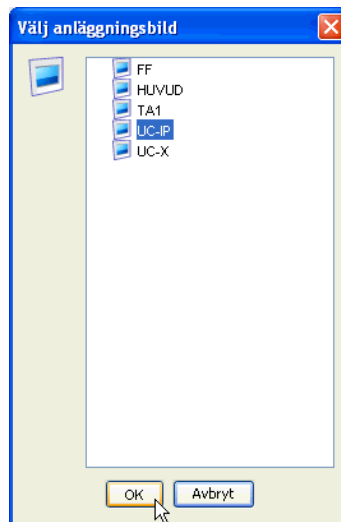 Välj anläggningsbild
FF
HUVUD
TA1
UC-IP
UC-X
OK
Avbryt